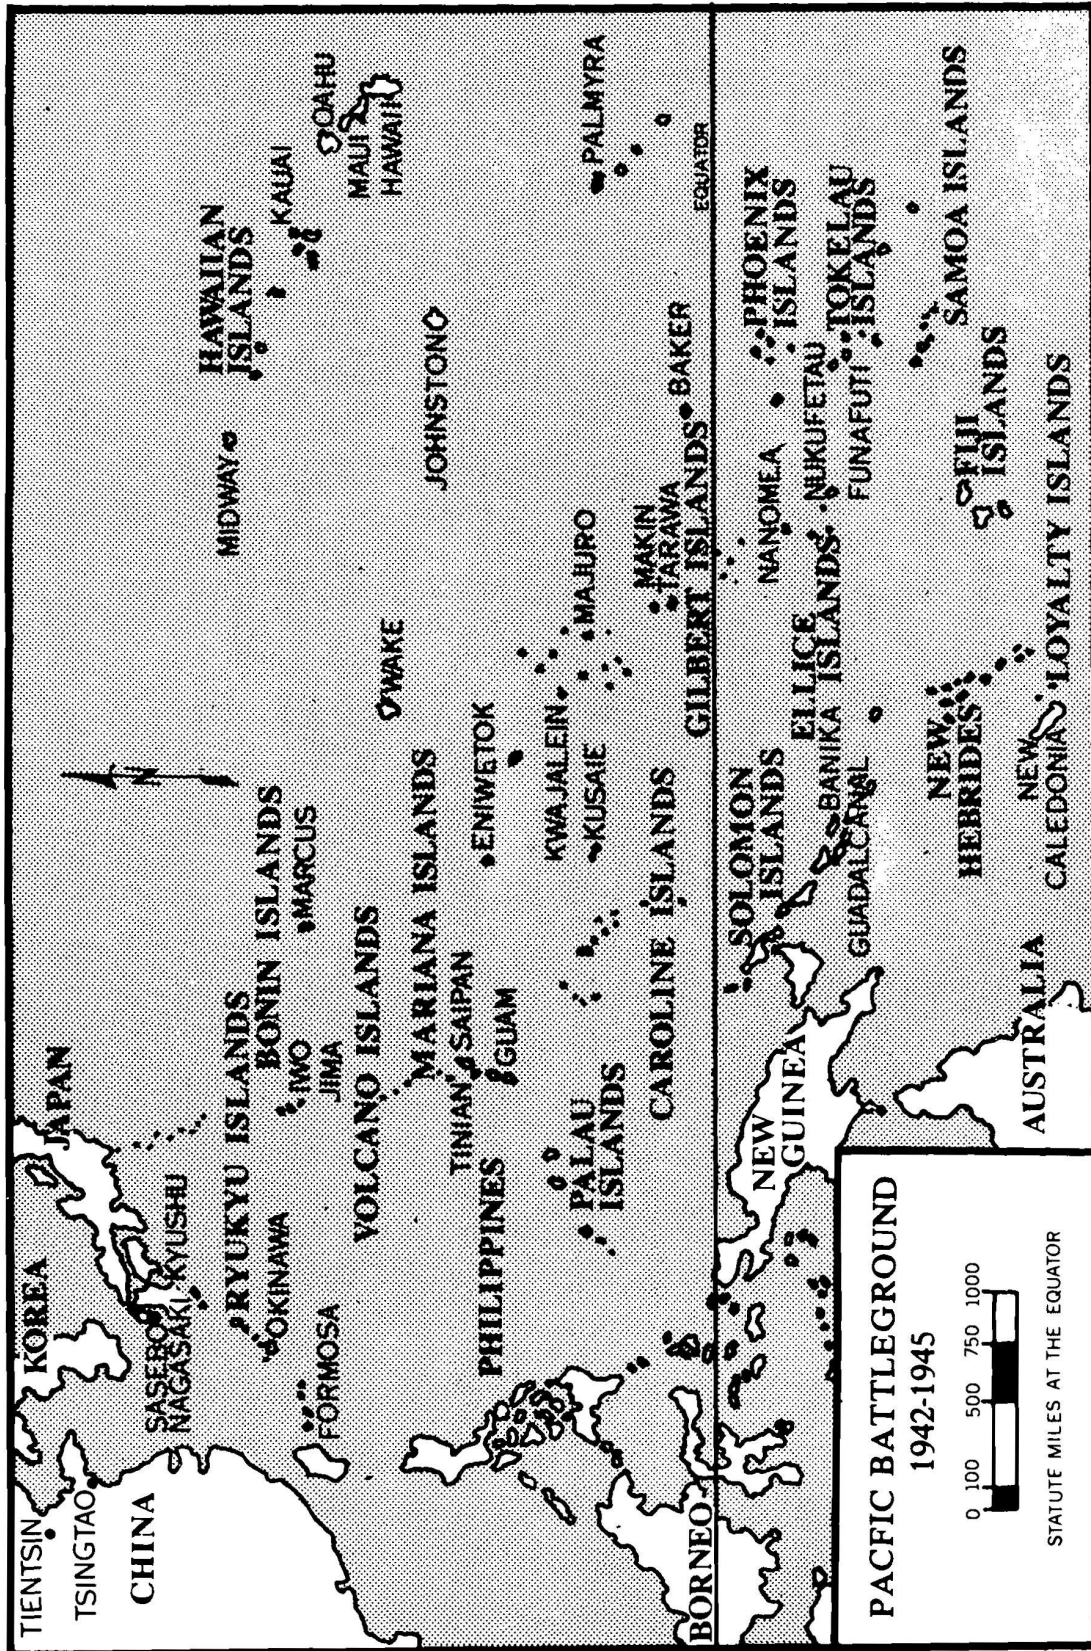 TIENTSIN
TSINGTAO
CHINA
KOREA
JAPAN
SASEBO
NAGASAKI
KYUSHU
RYUKYU ISLANDS
OKINAWA
FORMOSA
BONIN ISLANDS
IWO
JIMA
MARCUS
VOLCANO ISLANDS
MARIANA ISLANDS
TINIAN
SAIPAN
GUAM
PHILIPPINES
N
MIDWAY
HAWAIIAN
ISLANDS
KAUAI
OAHU
MAUI
HAWAII
WAKE
JOHNSTON
ENIWETOK
KWAJALEIN
KUSAIE
MAJURO
PALAU
ISLANDS
CAROLINE ISLANDS
MAKIN
TARAWA
GILBERT ISLANDS
BAKER
PALMYRA
EQUATOR
BORNEO
NEW
GUINEA
SOLOMON
ISLANDS
ELLICE
ISLANDS
BANIKA
GUADALCANAL
NANOMEA
NUKUFETAU
FUNAFUTI
PHOENIX
ISLANDS
TOKELAU
ISLANDS
SAMOA ISLANDS
FIJI
ISLANDS
NEW
HEBRIDES
NEW
CALEDONIA
LOYALTY ISLANDS
AUSTRALIA
PACFIC BATTLEGROUND
1942-1945
0 100 500 750 1000
STATUTE MILES AT THE EQUATOR